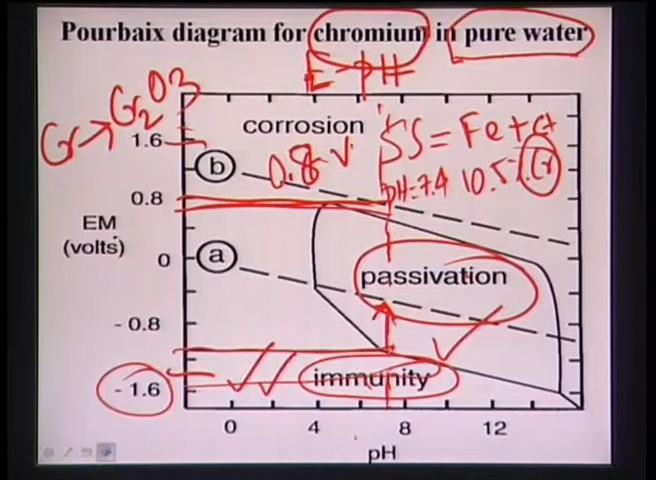 Pourbaix diagram for chromium in pure water
E - pH
Cr → Cr2O3
corrosion
SS = Fe + Cr
1.6
b
0.8 V
pH = 7.4
10.5% Cr
0.8
EM
(volts)
0
a
passivation
- 0.8
immunity
- 1.6
0
4
8
12
pH